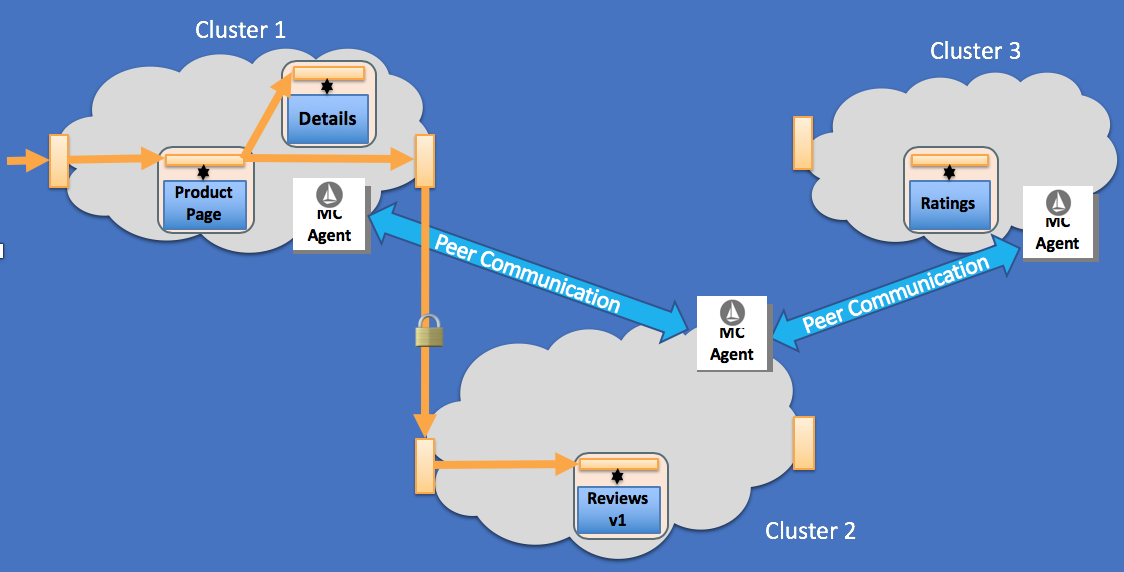 Cluster 1
Cluster 3
Details
Product
Page
MC
Agent
Ratings
MC
Agent
Peer Communication
Peer Communication
MC
Agent
Reviews
v1
Cluster 2